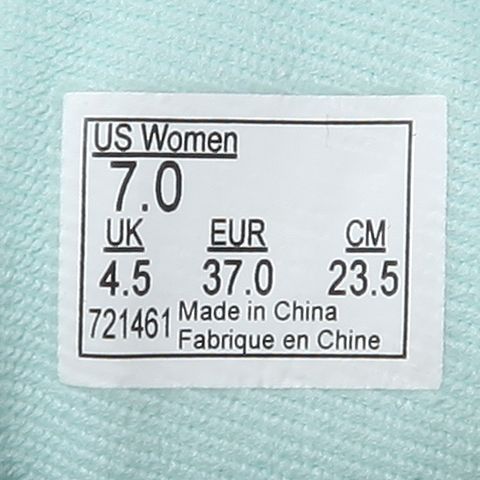 US Women
7.0
UK EUR CM
4.5 37.0 23.5
721461 Made in China
Fabrique en Chine